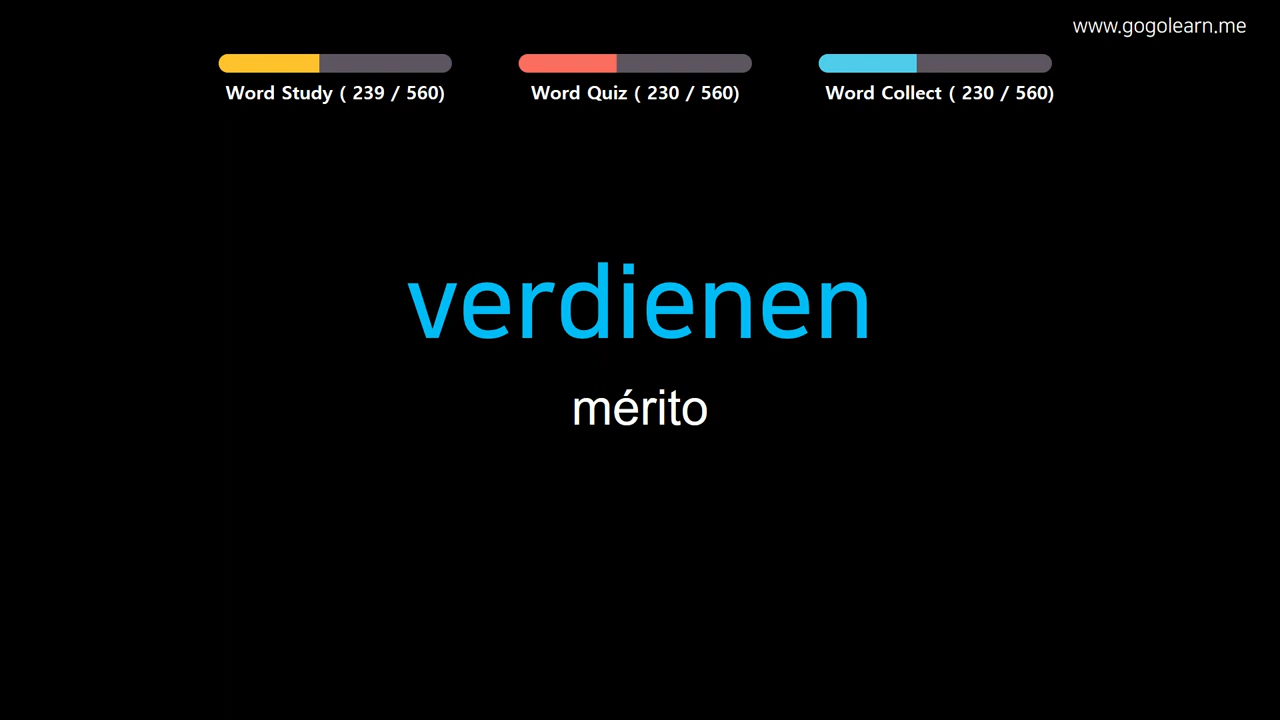 www.gogolearn.me
Word Study ( 239 / 560)
Word Quiz ( 230 / 560)
Word Collect ( 230 / 560)
verdienen
mérito